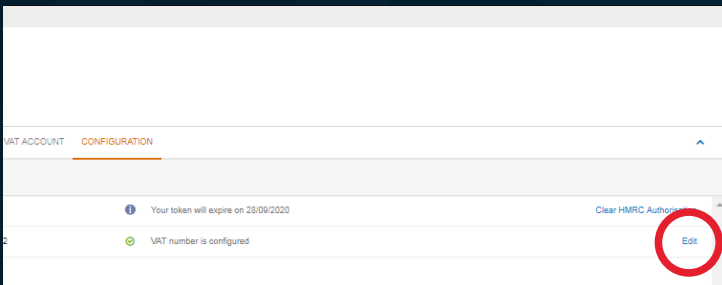 VAT ACCOUNT CONFIGURATION
Your token will expire on 28/09/2020 Clear HMRC Authorisation
2 VAT number is configured Edit